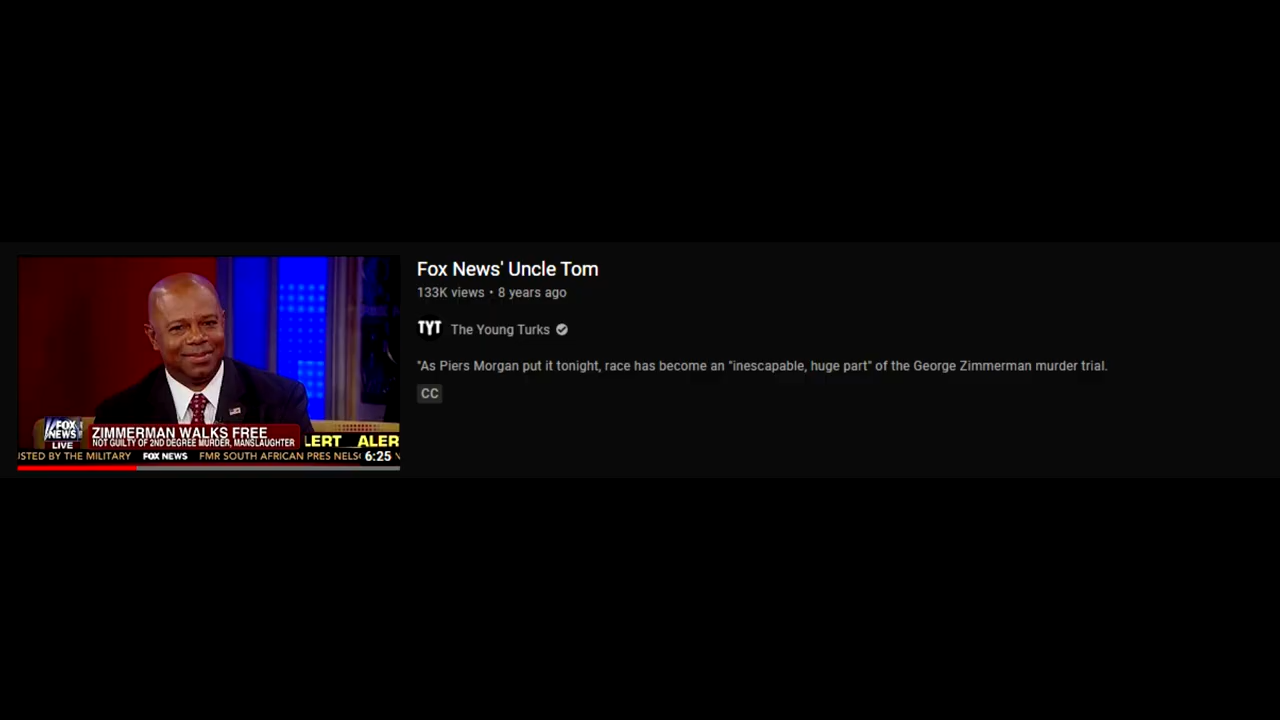 Fox News' Uncle Tom
133K views • 8 years ago
TYT The Young Turks
"As Piers Morgan put it tonight, race has become an "inescapable, huge part" of the George Zimmerman murder trial.
CC
FOX NEWS LIVE
ZIMMERMAN WALKS FREE
NOT GUILTY OF 2ND DEGREE MURDER, MANSLAUGHTER
LERT ALER
USTED BY THE MILITARY FOX NEWS FMR SOUTH AFRICAN PRES NELS
6:25